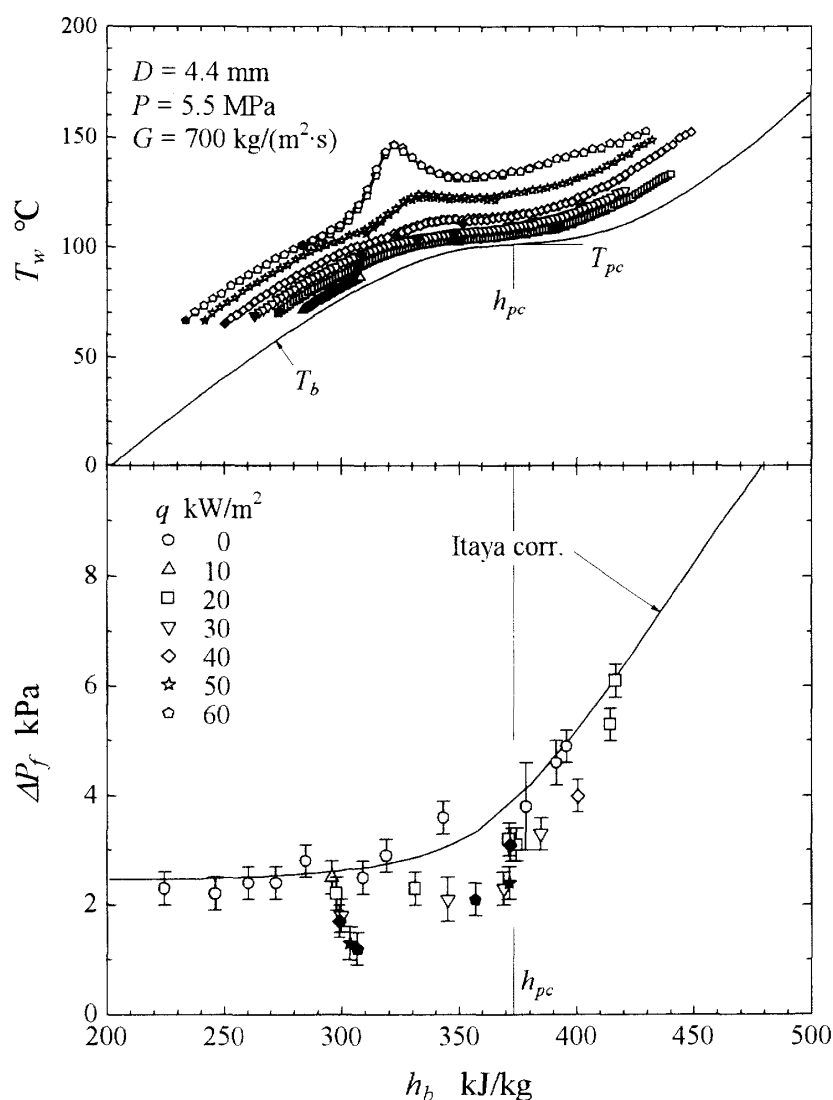 200
D = 4.4 mm
P = 5.5 MPa
G = 700 kg/(m²·s)
150
T_w °C
100
T_pc
h_pc
50
T_b
0
q kW/m²
Itaya corr.
0
10
8
20
30
40
50
6
60
ΔP_f kPa
4
2
h_pc
0
200 250 300 350 400 450 500
h_b kJ/kg